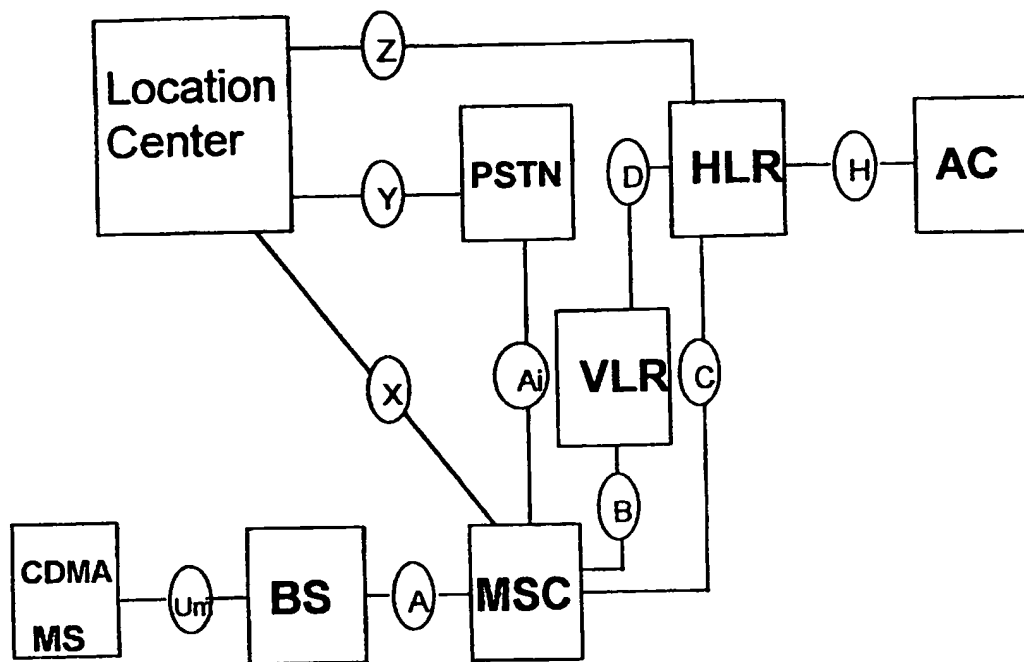 Location
Center
Z
Y
PSTN
D
HLR
H
AC
X
Ai
VLR
C
B
CDMA
MS
Um
BS
A
MSC